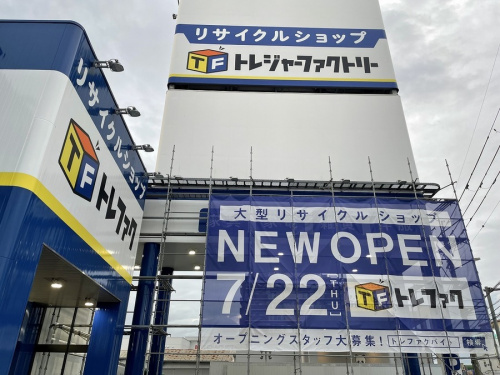 リサイクルショップ
TF トレジャーファクトリー
リサイクルショップ
TF トレファク
大型リサイクルショップ
NEW OPEN
7/22 [THU] TF トレファク
オープニングスタッフ大募集! トレファクバイト 検索